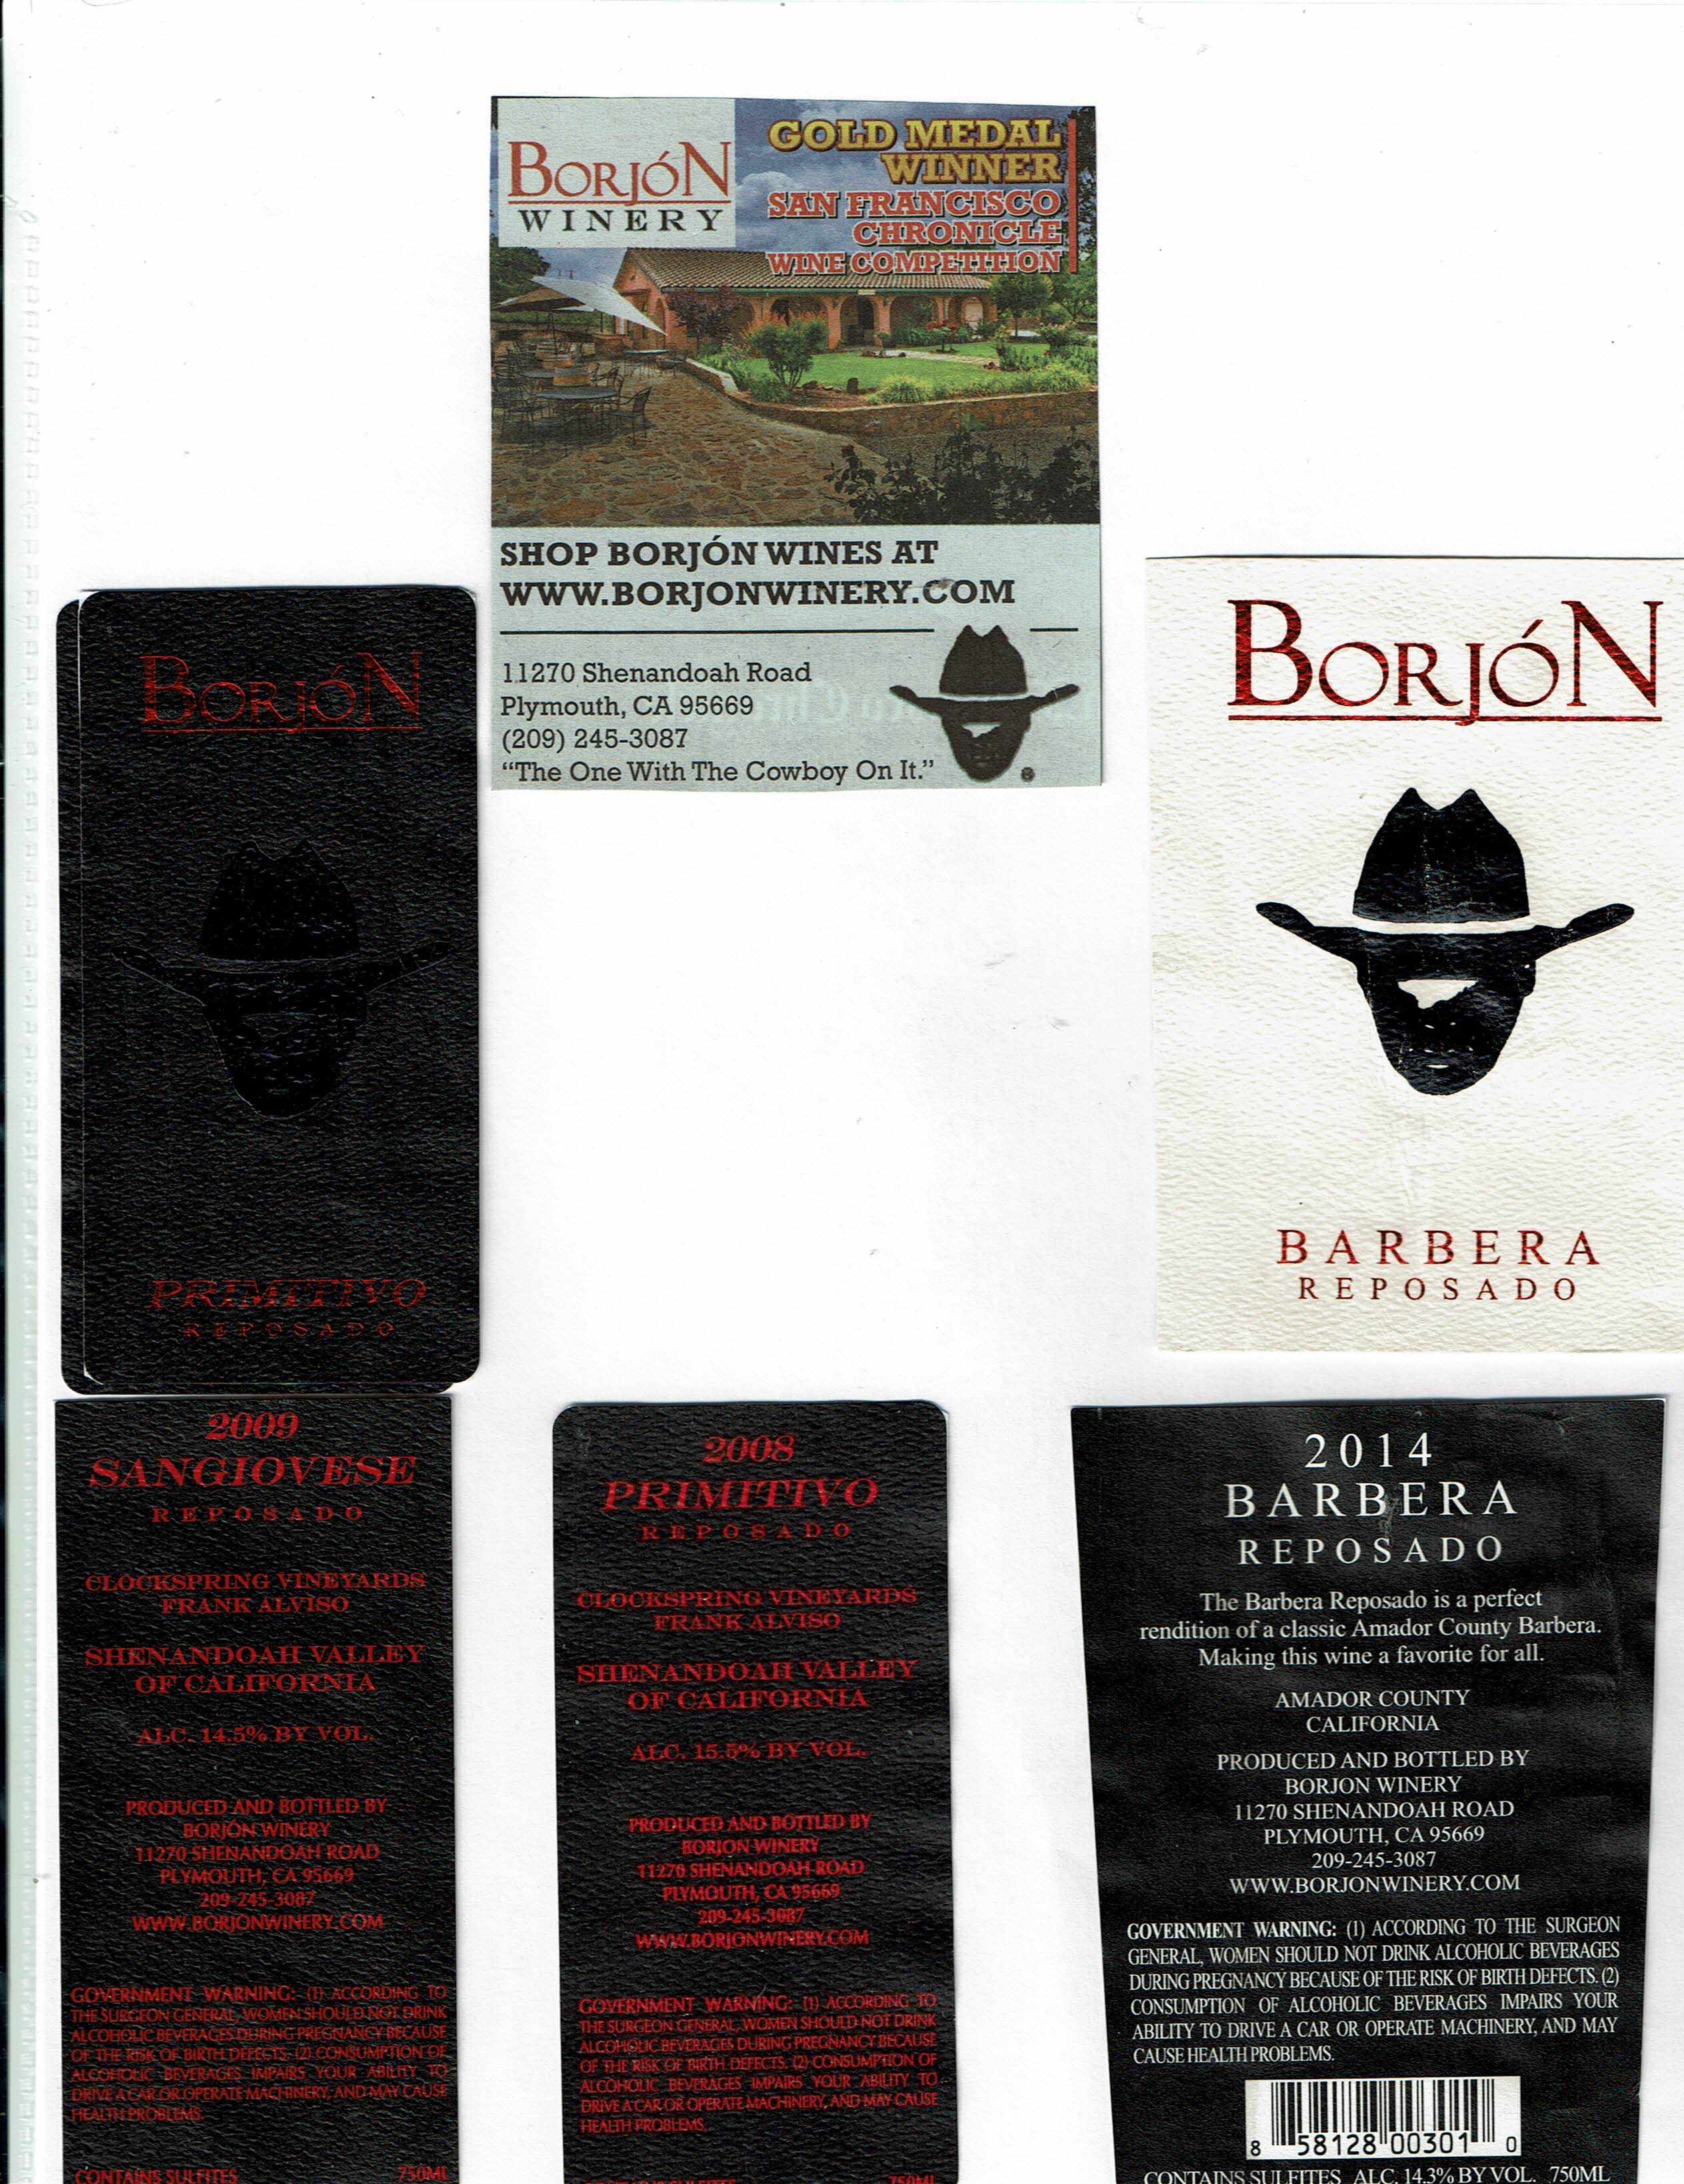 BORJÓN
WINERY
GOLD MEDAL
WINNER
SAN FRANCISCO
CHRONICLE
WINE COMPETITION
SHOP BORJÓN WINES AT
WWW.BORJONWINERY.COM
11270 Shenandoah Road
Plymouth, CA 95669
(209) 245-3087
“The One With The Cowboy On It.”
®
BORJÓN
PRIMITIVO
REPOSADO
BORJÓN
BARBERA
REPOSADO
2009
SANGIOVESE
REPOSADO
CLOCKSPRING VINEYARDS
FRANK ALVISO
SHENANDOAH VALLEY
OF CALIFORNIA
ALC. 14.5% BY VOL.
PRODUCED AND BOTTLED BY
BORJÓN WINERY
11270 SHENANDOAH ROAD
PLYMOUTH, CA 95669
209-245-3087
WWW.BORJONWINERY.COM
GOVERNMENT WARNING: (1) ACCORDING TO
THE SURGEON GENERAL, WOMEN SHOULD NOT DRINK
ALCOHOLIC BEVERAGES DURING PREGNANCY BECAUSE
OF THE RISK OF BIRTH DEFECTS. (2) CONSUMPTION OF
ALCOHOLIC BEVERAGES IMPAIRS YOUR ABILITY TO
DRIVE A CAR OR OPERATE MACHINERY, AND MAY CAUSE
HEALTH PROBLEMS.
CONTAINS SULFITES 750ML
2008
PRIMITIVO
REPOSADO
CLOCKSPRING VINEYARDS
FRANK ALVISO
SHENANDOAH VALLEY
OF CALIFORNIA
ALC. 15.5% BY VOL.
PRODUCED AND BOTTLED BY
BORJON WINERY
11270 SHENANDOAH ROAD
PLYMOUTH, CA 95669
209-245-3087
WWW.BORJONWINERY.COM
GOVERNMENT WARNING: (1) ACCORDING TO
THE SURGEON GENERAL, WOMEN SHOULD NOT DRINK
ALCOHOLIC BEVERAGES DURING PREGNANCY BECAUSE
OF THE RISK OF BIRTH DEFECTS. (2) CONSUMPTION OF
ALCOHOLIC BEVERAGES IMPAIRS YOUR ABILITY TO
DRIVE A CAR OR OPERATE MACHINERY, AND MAY CAUSE
HEALTH PROBLEMS.
CONTAINS SULFITES 750ML
2014
BARBERA
REPOSADO
The Barbera Reposado is a perfect
rendition of a classic Amador County Barbera.
Making this wine a favorite for all.
AMADOR COUNTY
CALIFORNIA
PRODUCED AND BOTTLED BY
BORJON WINERY
11270 SHENANDOAH ROAD
PLYMOUTH, CA 95669
209-245-3087
WWW.BORJONWINERY.COM
GOVERNMENT WARNING: (1) ACCORDING TO THE SURGEON
GENERAL, WOMEN SHOULD NOT DRINK ALCOHOLIC BEVERAGES
DURING PREGNANCY BECAUSE OF THE RISK OF BIRTH DEFECTS. (2)
CONSUMPTION OF ALCOHOLIC BEVERAGES IMPAIRS YOUR
ABILITY TO DRIVE A CAR OR OPERATE MACHINERY, AND MAY
CAUSE HEALTH PROBLEMS.
8 58128 00301 0
CONTAINS SULFITES ALC. 14.3% BY VOL. 750ML